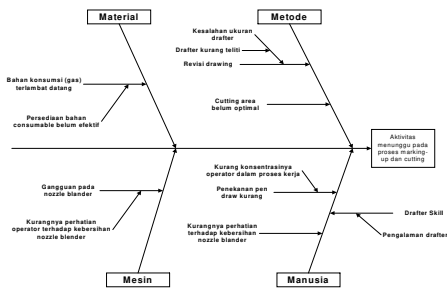 Material
Metode
Kesalahan ukuran
drafter
Drafter kurang teliti
Revisi drawing
Bahan konsumsi (gas)
terlambat datang
Persediaan bahan
consumable belum efektif
Cutting area
belum optimal
Aktivitas
menunggu pada
proses marking-
up dan cutting
Gangguan pada
nozzle blander
Kurangnya perhatian
operator terhadap kebersihan
nozzle blender
Kurang konsentrasinya
operator dalam proses kerja
Penekanan pen
draw kurang
Kurangnya perhatian
terhadap kebersihan
nozzle blander
Drafter Skill
Pengalaman drafter
Mesin
Manusia